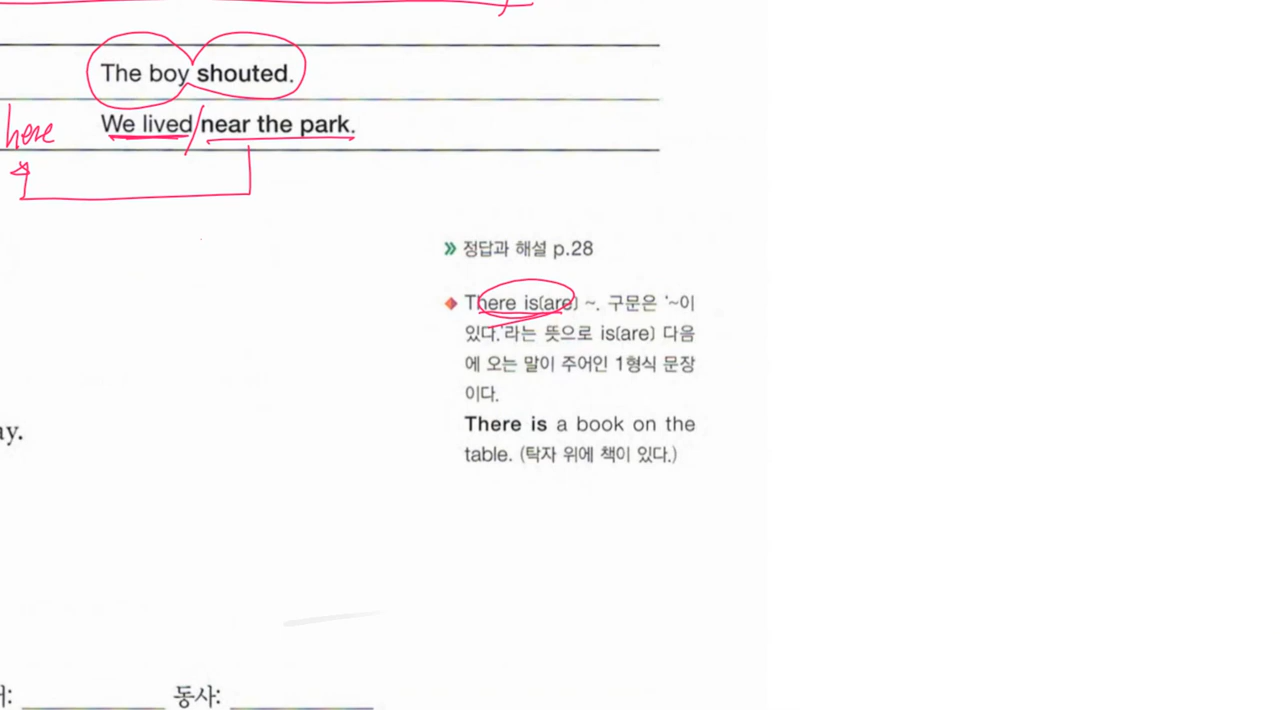 The boy shouted.
here
We lived / near the park.
정답과 해설 p.28
There is(are) ~. 구문은 '~이
있다.'라는 뜻으로 is(are) 다음
에 오는 말이 주어인 1형식 문장
이다.
There is a book on the
table. (탁자 위에 책이 있다.)
ay.
동사: